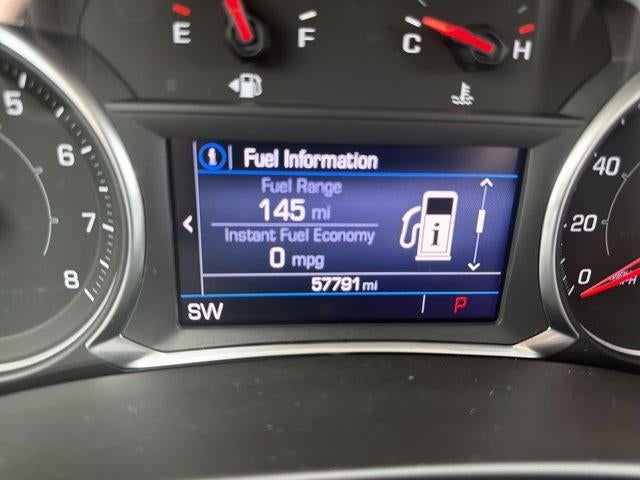 E F
C H
5
6
7
8
i Fuel Information
Fuel Range
145 mi
Instant Fuel Economy
0 mpg
i
57791 mi
SW P
40
20
0